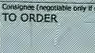 Consignee (negotiable only if
TO ORDER